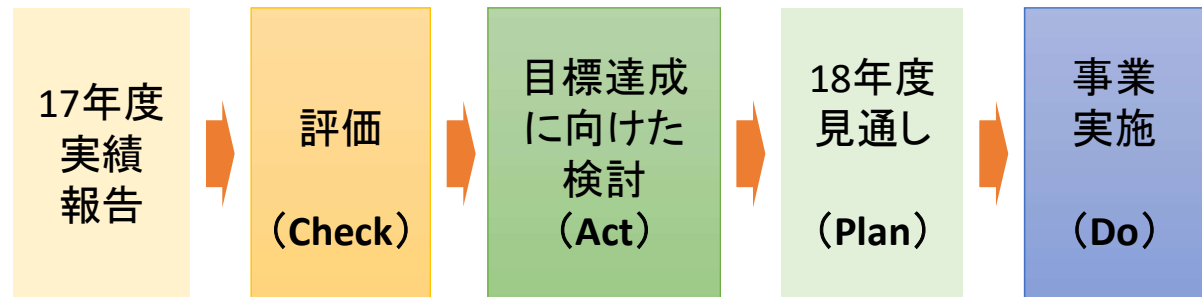 17年度
実績
報告
評価
（Check）
目標達成
に向けた
検討
（Act）
18年度
見通し
（Plan）
事業
実施
（Do）